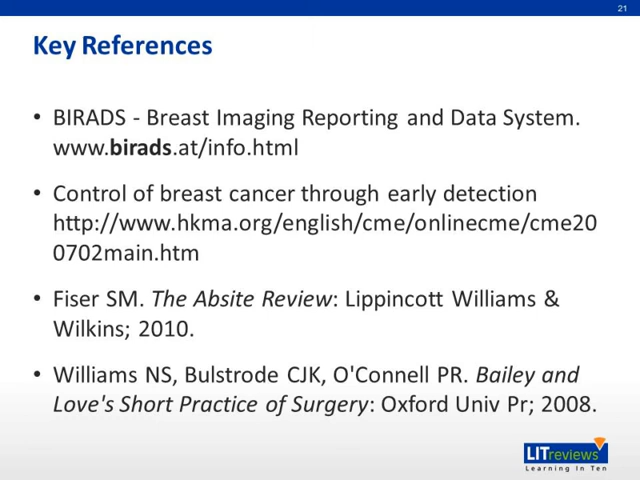 21
Key References
• BIRADS - Breast Imaging Reporting and Data System.
www.birads.at/info.html
• Control of breast cancer through early detection
http://www.hkma.org/english/cme/onlinecme/cme20
0702main.htm
• Fiser SM. The Absite Review: Lippincott Williams &
Wilkins; 2010.
• Williams NS, Bulstrode CJK, O'Connell PR. Bailey and
Love's Short Practice of Surgery: Oxford Univ Pr; 2008.
LITreviews
Learning In Ten